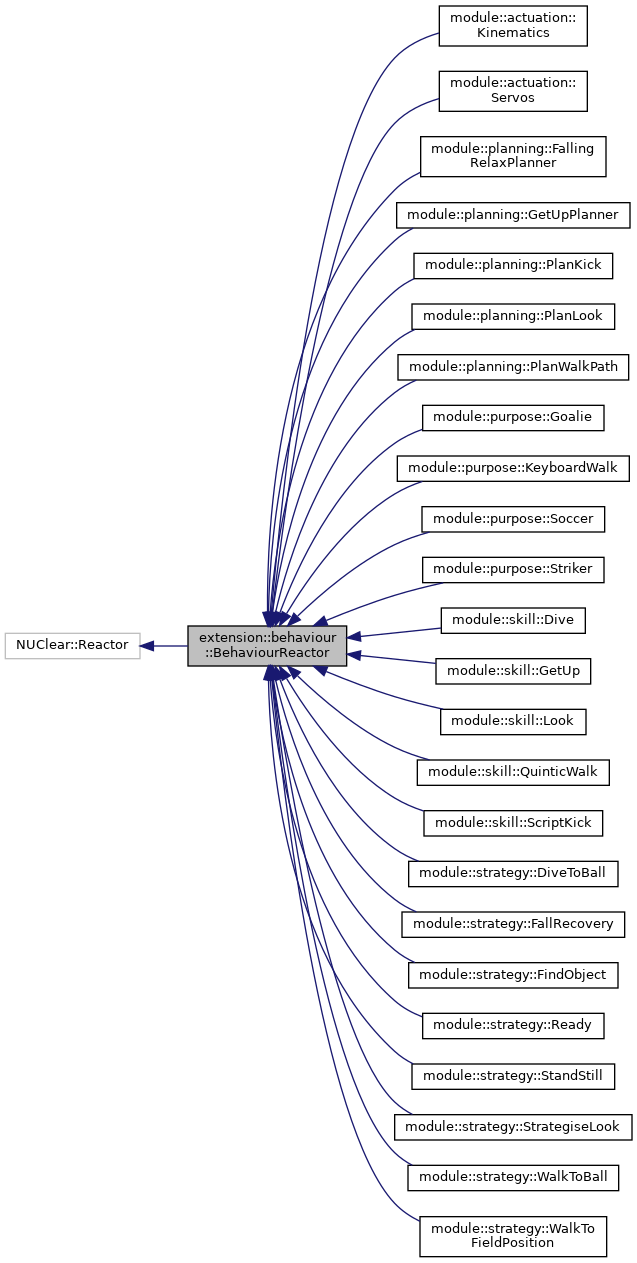 module::actuation::
Kinematics
module::actuation::
Servos
module::planning::Falling
RelaxPlanner
module::planning::GetUpPlanner
module::planning::PlanKick
module::planning::PlanLook
module::planning::PlanWalkPath
module::purpose::Goalie
module::purpose::KeyboardWalk
module::purpose::Soccer
module::purpose::Striker
module::skill::Dive
NUClear::Reactor
extension::behaviour
::BehaviourReactor
module::skill::GetUp
module::skill::Look
module::skill::QuinticWalk
module::skill::ScriptKick
module::strategy::DiveToBall
module::strategy::FallRecovery
module::strategy::FindObject
module::strategy::Ready
module::strategy::StandStill
module::strategy::StrategiseLook
module::strategy::WalkToBall
module::strategy::WalkTo
FieldPosition